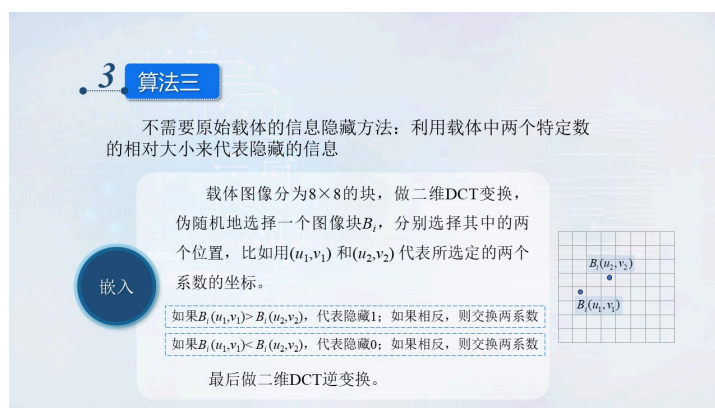 3 算法三
不需要原始载体的信息隐藏方法：利用载体中两个特定数
的相对大小来代表隐藏的信息
载体图像分为8×8的块，做二维DCT变换，
伪随机地选择一个图像块Bᵢ，分别选择其中的两
个位置，比如用(u₁,v₁) 和(u₂,v₂) 代表所选定的两个
系数的坐标。
嵌入
如果Bᵢ(u₁,v₁)> Bᵢ(u₂,v₂)，代表隐藏1；如果相反，则交换两系数
如果Bᵢ(u₁,v₁)< Bᵢ(u₂,v₂)，代表隐藏0；如果相反，则交换两系数
最后做二维DCT逆变换。
Bᵢ(u₂,v₂)
Bᵢ(u₁,v₁)